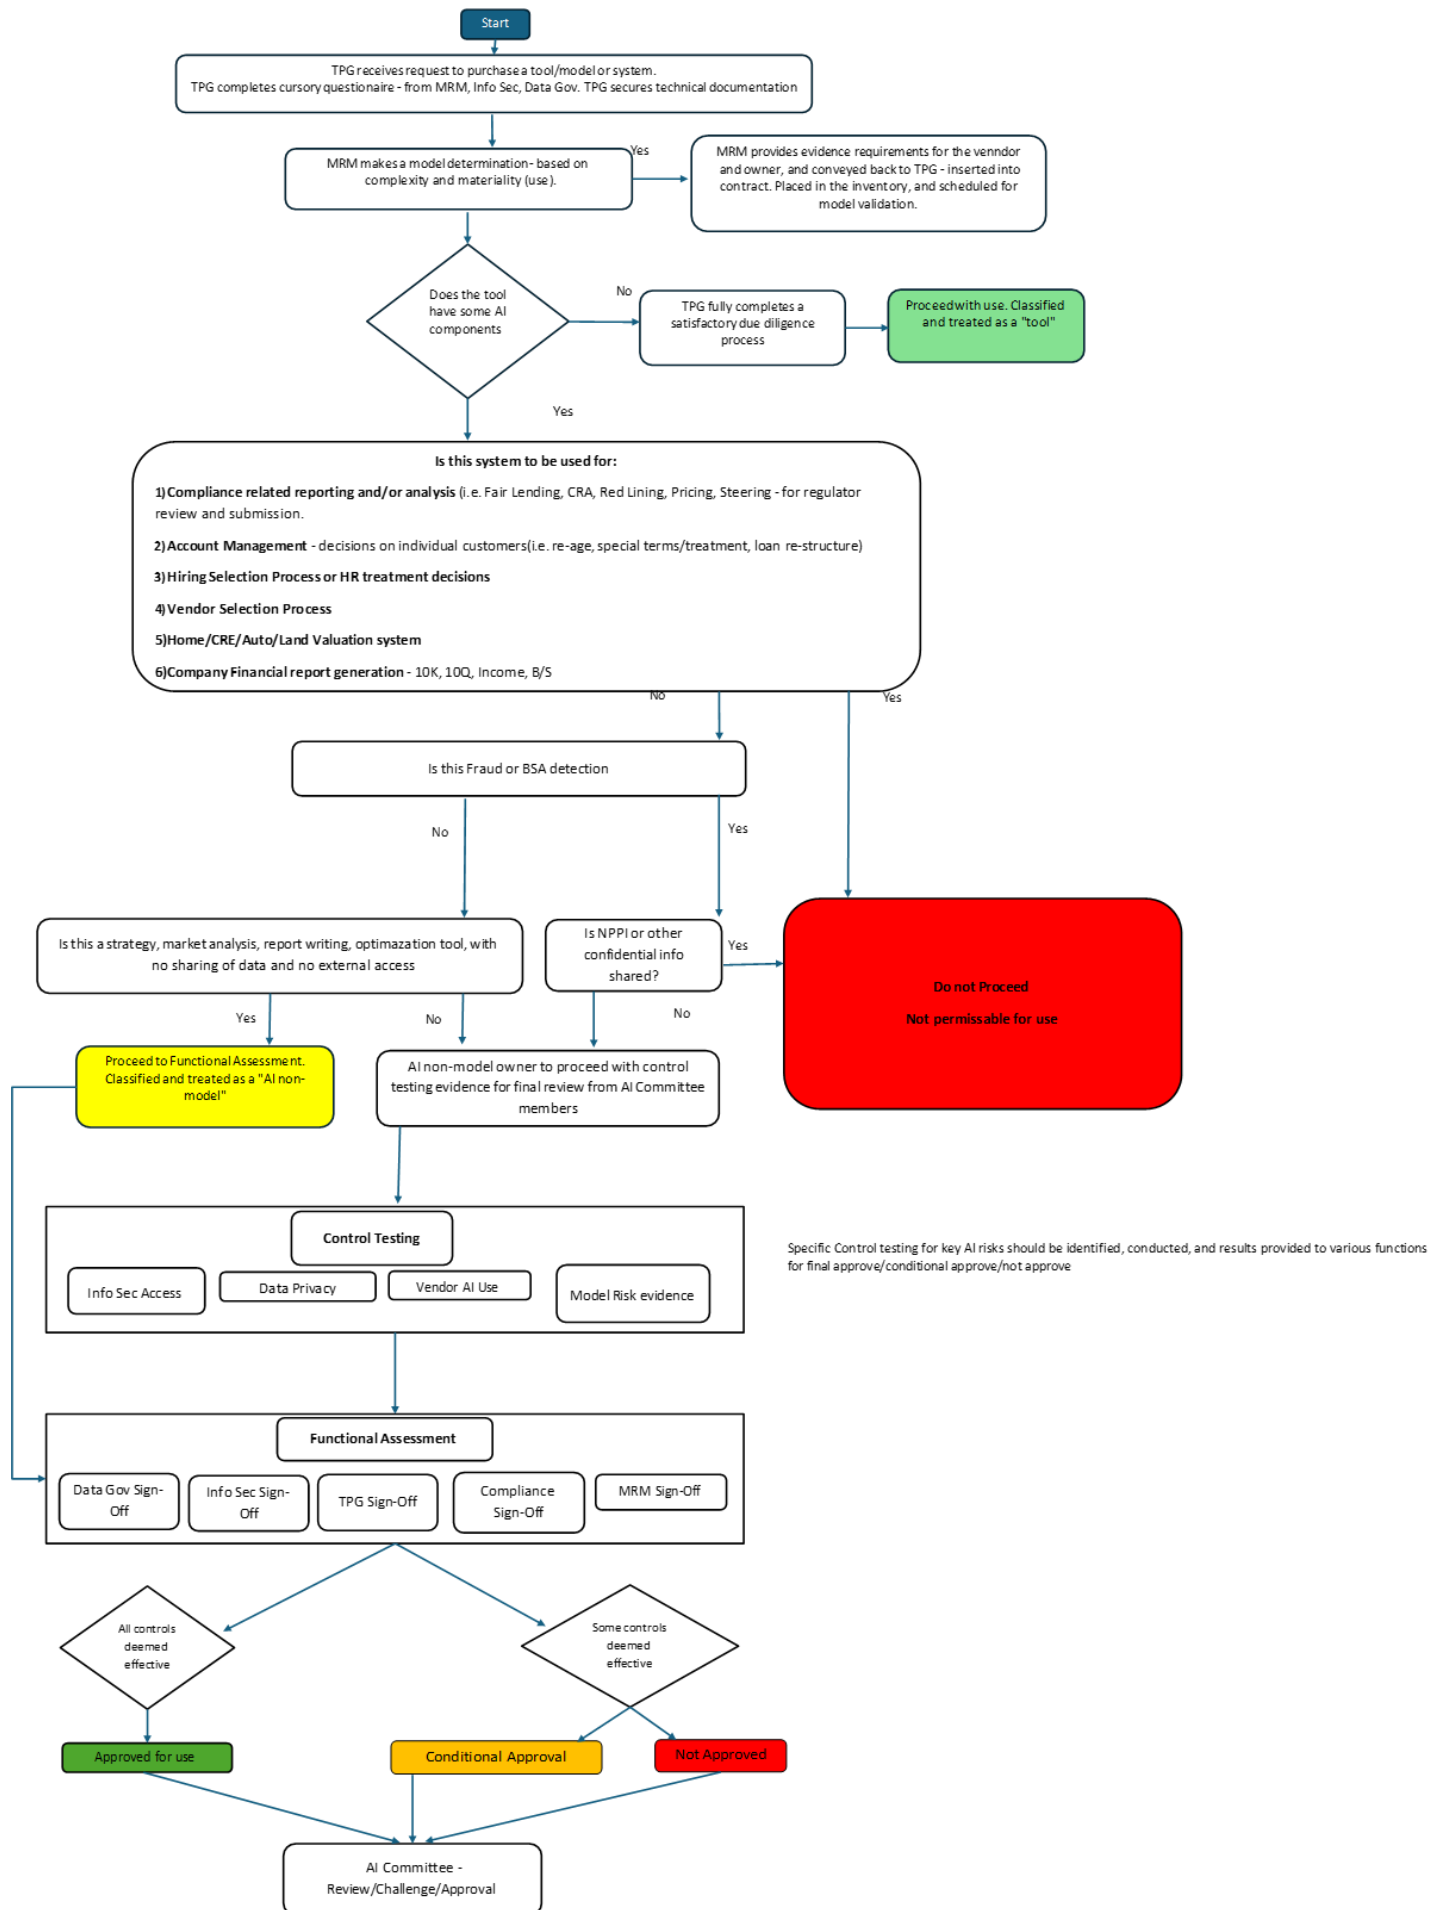 Start
TPG receives request to purchase a tool/model or system.
TPG completes cursory questionaire - from MRM, Info Sec, Data Gov. TPG secures technical documentation
MRM makes a model determination- based on
complexity and materiality (use).
Yes
MRM provides evidence requirements for the venndor
and owner, and conveyed back to TPG - inserted into
contract. Placed in the inventory, and scheduled for
model validation.
Does the tool
have some AI
components
No
TPG fully completes a
satisfactory due diligence
process
Proceed with use. Classified
and treated as a "tool"
Yes
Is this system to be used for:
1) Compliance related reporting and/or analysis (i.e. Fair Lending, CRA, Red Lining, Pricing, Steering - for regulator
review and submission.
2) Account Management - decisions on individual customers(i.e. re-age, special terms/treatment, loan re-structure)
3) Hiring Selection Process or HR treatment decisions
4) Vendor Selection Process
5)Home/CRE/Auto/Land Valuation system
6)Company Financial report generation - 10K, 10Q, Income, B/S
No
Yes
Is this Fraud or BSA detection
No
Yes
Is this a strategy, market analysis, report writing, optimazation tool, with
no sharing of data and no external access
Is NPPI or other
confidential info
shared?
Yes
Do not Proceed
Not permissable for use
Yes
No
No
Proceed to Functional Assessment.
Classified and treated as a "AI non-
model"
AI non-model owner to proceed with control
testing evidence for final review from AI Committee
members
Control Testing
Info Sec Access
Data Privacy
Vendor AI Use
Model Risk evidence
Specific Control testing for key AI risks should be identified, conducted, and results provided to various functions
for final approve/conditional approve/not approve
Functional Assessment
Data Gov Sign-
Off
Info Sec Sign-
Off
TPG Sign-Off
Compliance
Sign-Off
MRM Sign-Off
All controls
deemed
effective
Some controls
deemed
effective
Approved for use
Conditional Approval
Not Approved
AI Committee -
Review/Challenge/Approval